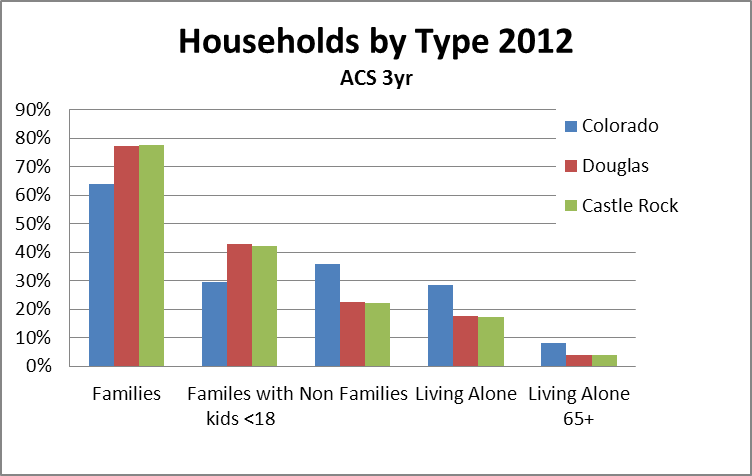 Households by Type 2012
ACS 3yr
90%
80%
70%
60%
50%
40%
30%
20%
10%
0%
Colorado
Douglas
Castle Rock
Families
Familes with
kids <18
Non Families
Living Alone
Living Alone
65+